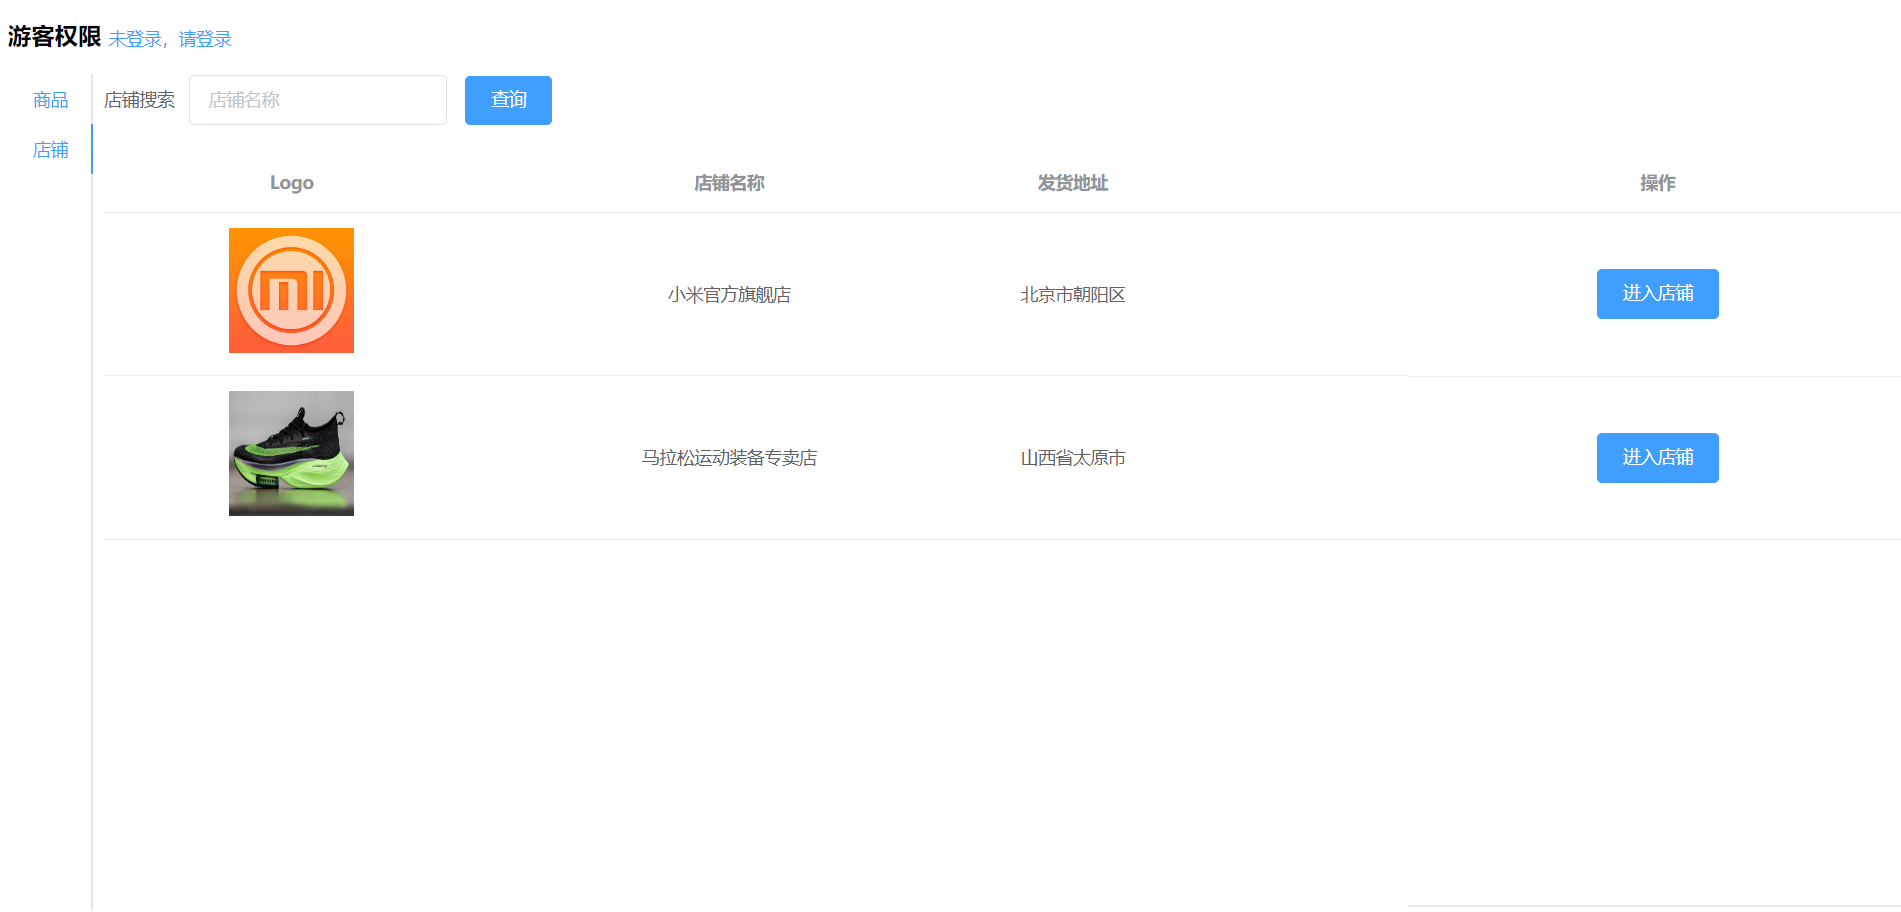 游客权限 未登录，请登录
商品
店铺
店铺搜索 店铺名称 查询
Logo 店铺名称 发货地址 操作
小米官方旗舰店 北京市朝阳区 进入店铺
马拉松运动装备专卖店 山西省太原市 进入店铺